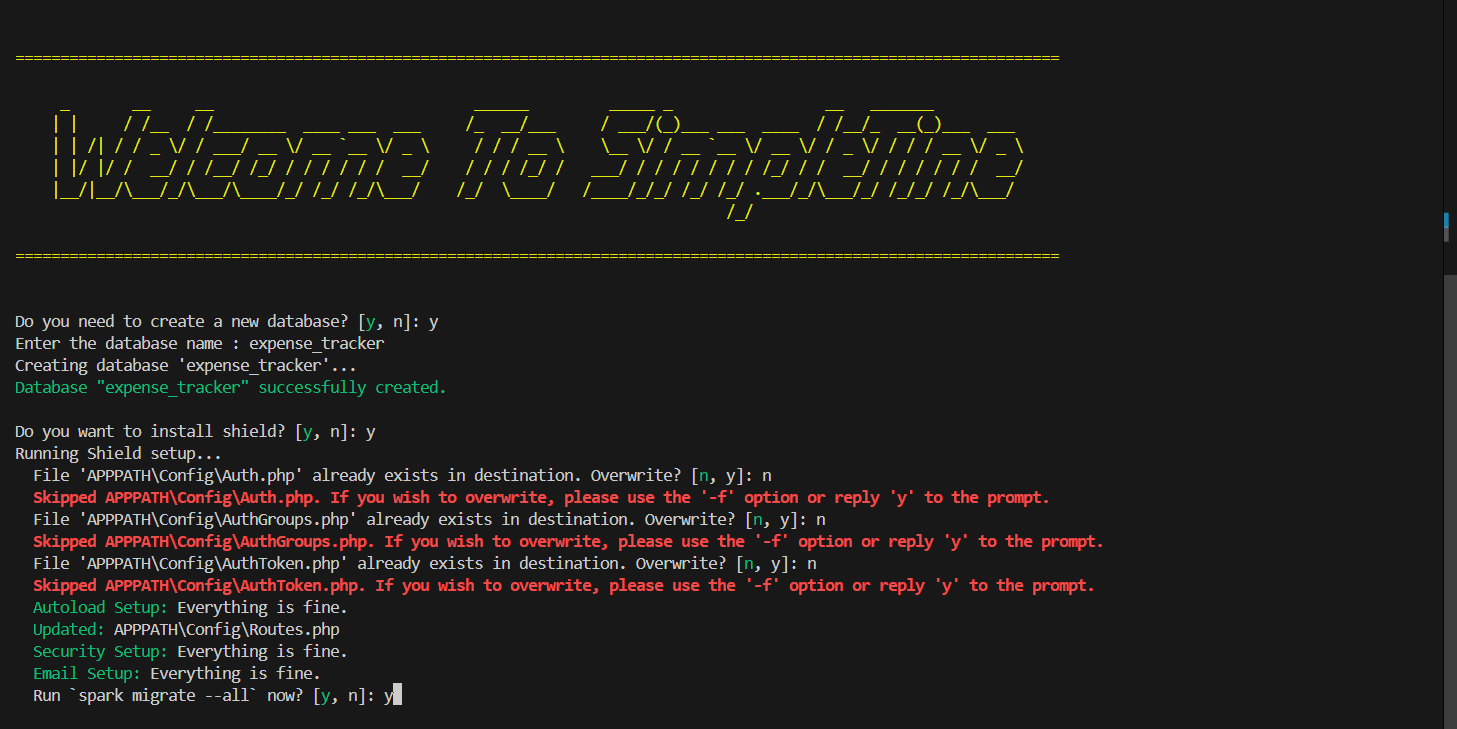 Welcome To Simpeltine
Do you need to create a new database? [y, n]: y
Enter the database name : expense_tracker
Creating database 'expense_tracker'...
Database "expense_tracker" successfully created.
Do you want to install shield? [y, n]: y
Running Shield setup...
File 'APPPATH\Config\Auth.php' already exists in destination. Overwrite? [n, y]: n
Skipped APPPATH\Config\Auth.php. If you wish to overwrite, please use the '-f' option or reply 'y' to the prompt.
File 'APPPATH\Config\AuthGroups.php' already exists in destination. Overwrite? [n, y]: n
Skipped APPPATH\Config\AuthGroups.php. If you wish to overwrite, please use the '-f' option or reply 'y' to the prompt.
File 'APPPATH\Config\AuthToken.php' already exists in destination. Overwrite? [n, y]: n
Skipped APPPATH\Config\AuthToken.php. If you wish to overwrite, please use the '-f' option or reply 'y' to the prompt.
Autoload Setup: Everything is fine.
Updated: APPPATH\Config\Routes.php
Security Setup: Everything is fine.
Email Setup: Everything is fine.
Run `spark migrate --all` now? [y, n]: y